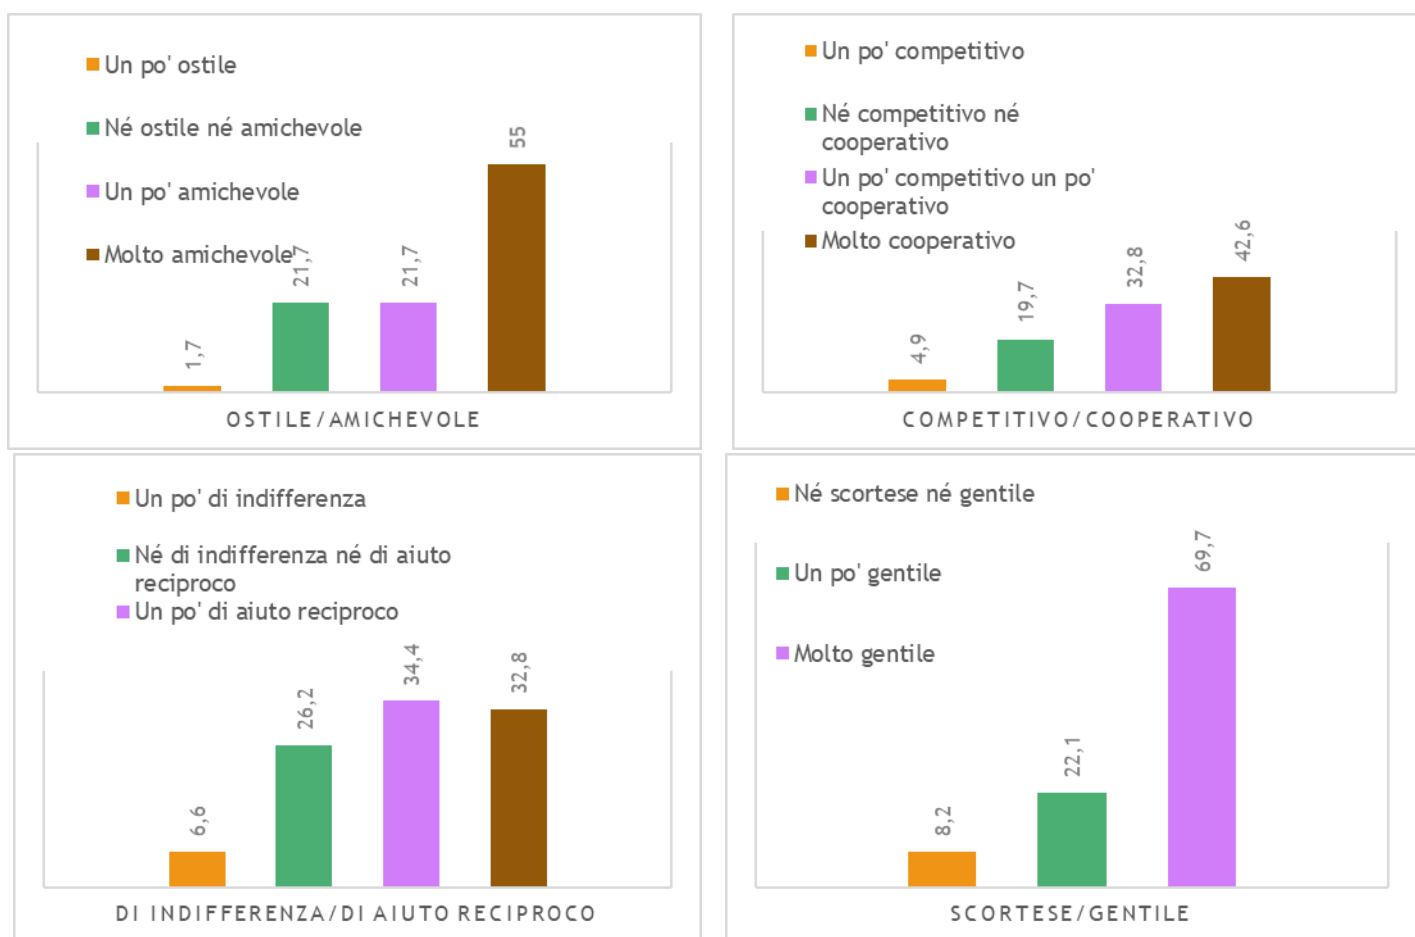 Un po' ostile
Né ostile né amichevole
Un po' amichevole
Molto amichevole
1,7
21,7
21,7
55
OSTILE/AMICHEVOLE
Un po' competitivo
Né competitivo né
cooperativo
Un po' competitivo un po'
cooperativo
Molto cooperativo
4,9
19,7
32,8
42,6
COMPETITIVO/COOPERATIVO
Un po' di indifferenza
Né di indifferenza né di aiuto
reciproco
Un po' di aiuto reciproco
6,6
26,2
34,4
32,8
DI INDIFFERENZA/DI AIUTO RECIPROCO
Né scortese né gentile
Un po' gentile
Molto gentile
8,2
22,1
69,7
SCORTESE/GENTILE